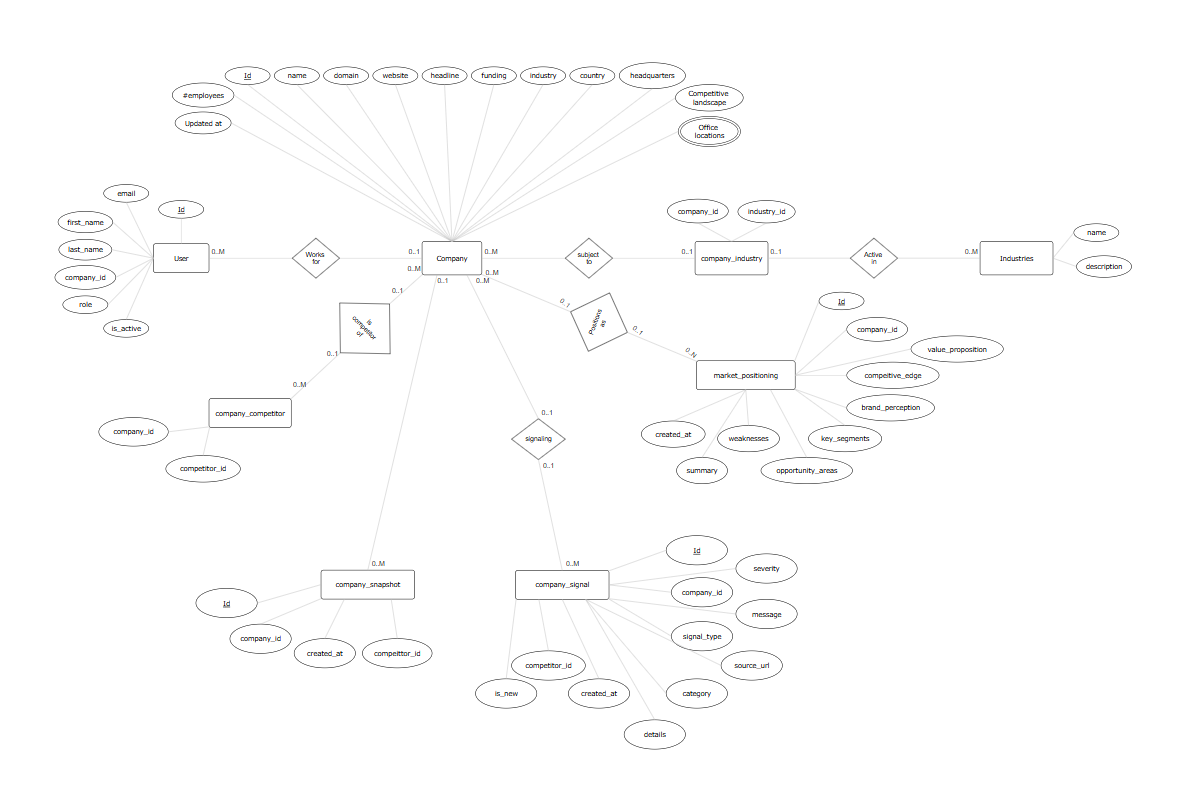 Id
name
domain
website
headline
funding
industry
country
headquarters
#employees
Competitive
landscape
Updated at
Office
locations
email
Id
first_name
last_name
company_id
role
is_active
User
0..M
Works
for
0..1
Company
0..M
subject
to
0..1
company_id
industry_id
company_industry
0..1
Active
in
0..M
Industries
name
description
0..M
0..1
0..M
0..M
0..1
is
competitor
of
0..1
0..M
company_competitor
company_id
competitor_id
0..1
Positions
as
0..1
0..N
market_positioning
Id
company_id
value_proposition
compeitive_edge
brand_perception
key_segments
opportunity_areas
weaknesses
summary
created_at
0..1
signaling
0..1
0..M
company_snapshot
Id
company_id
created_at
compeittor_id
0..M
company_signal
Id
severity
company_id
message
signal_type
source_url
category
details
created_at
competitor_id
is_new